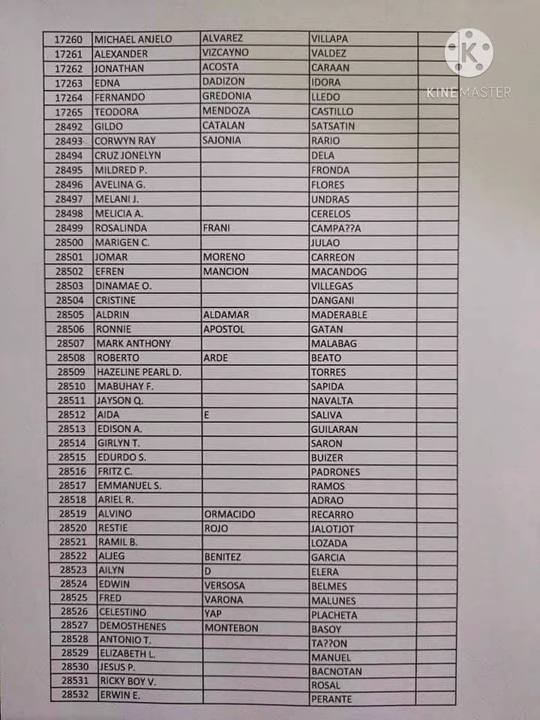 17260 MICHAEL ANJELO ALVAREZ VILLAPA
17261 ALEXANDER VIZCAYNO VALDEZ
17262 JONATHAN ACOSTA CARAAN
17263 EDNA DADIZON IDORA
17264 FERNANDO GREDONIA LLEDO
17265 TEODORA MENDOZA CASTILLO
28492 GILDO CATALAN SATSATIN
28493 CORWYN RAY SAJONIA RARIO
28494 CRUZ JONELYN DELA
28495 MILDRED P. FRONDA
28496 AVELINA G. FLORES
28497 MELANI J. UNDRAS
28498 MELICIA A. CERELOS
28499 ROSALINDA FRANI CAMPA??A
28500 MARIGEN C. JULAO
28501 JOMAR MORENO CARREON
28502 EFREN MANCION MACANDOG
28503 DINAMAE O. VILLEGAS
28504 CRISTINE DANGANI
28505 ALDRIN ALDAMAR MADERABLE
28506 RONNIE APOSTOL GATAN
28507 MARK ANTHONY MALABAG
28508 ROBERTO ARDE BEATO
28509 HAZELINE PEARL D. TORRES
28510 MABUHAY F. SAPIDA
28511 JAYSON Q. NAVALTA
28512 AIDA E SALIVA
28513 EDISON A. GUILARAN
28514 GIRLYN T. SARON
28515 EDURDO S. BUIZER
28516 FRITZ C. PADRONES
28517 EMMANUEL S. RAMOS
28518 ARIEL R. ADRAO
28519 ALVINO ORMACIDO RECARRO
28520 RESTIE ROJO JALOTJOT
28521 RAMIL B. LOZADA
28522 ALJEG BENITEZ GARCIA
28523 AILYN D ELERA
28524 EDWIN VERSOSA BELMES
28525 FRED VARONA MALUNES
28526 CELESTINO YAP PLACHETA
28527 DEMOSTHENES MONTEBON BASOY
28528 ANTONIO T. TA??ON
28529 ELIZABETH L. MANUEL
28530 JESUS P. BACNOTAN
28531 RICKY BOY V. ROSAL
28532 ERWIN E. PERANTE
KINEMASTER